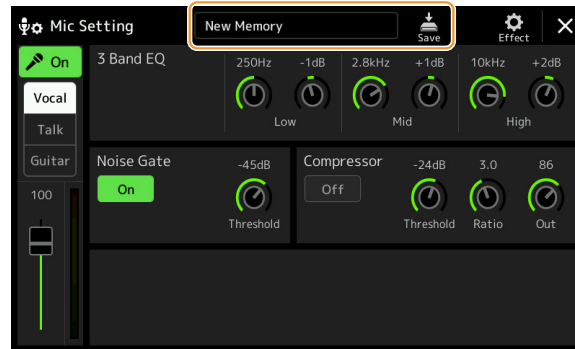 Mic Setting
New Memory
Save
Effect
On
Vocal
Talk
Guitar
100
3 Band EQ
250Hz -1dB 2.8kHz +1dB 10kHz +2dB
Low Mid High
Noise Gate
On
-45dB
Threshold
Compressor
Off
-24dB 3.0 86
Threshold Ratio Out